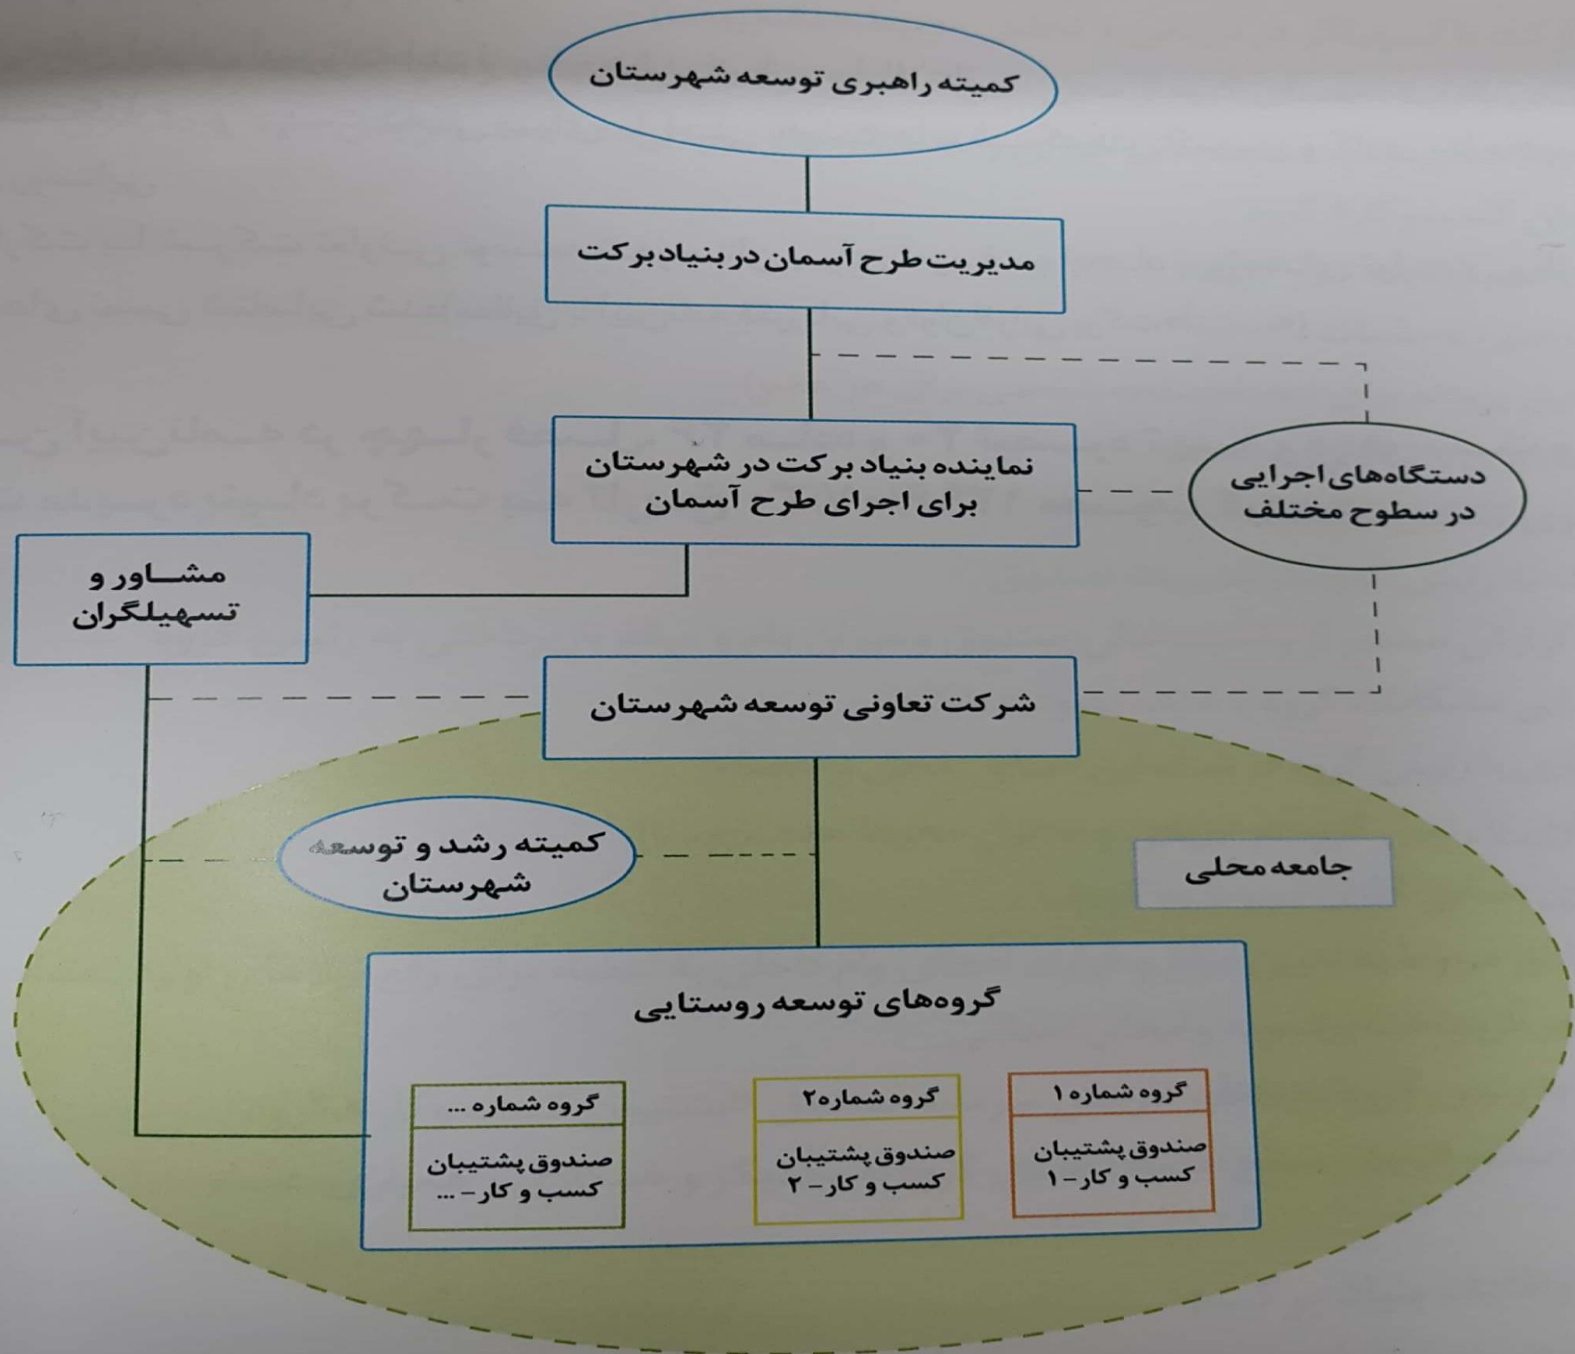 کمیته راهبری توسعه شهرستان
مدیریت طرح آسمان در بنیاد برکت
نماینده بنیاد برکت در شهرستان
برای اجرای طرح آسمان
دستگاه‌های اجرایی
در سطوح مختلف
مشـــاور و
تسهیلگران
شرکت تعاونی توسعه شهرستان
کمیته رشد و توسعه
شهرستان
جامعه محلی
گروه‌های توسعه روستایی
گروه شماره ۱
صندوق پشتیبان
کسب و کار– ۱
گروه شماره ۲
صندوق پشتیبان
کسب و کار– ۲
گروه شماره ...
صندوق پشتیبان
کسب و کار– ...